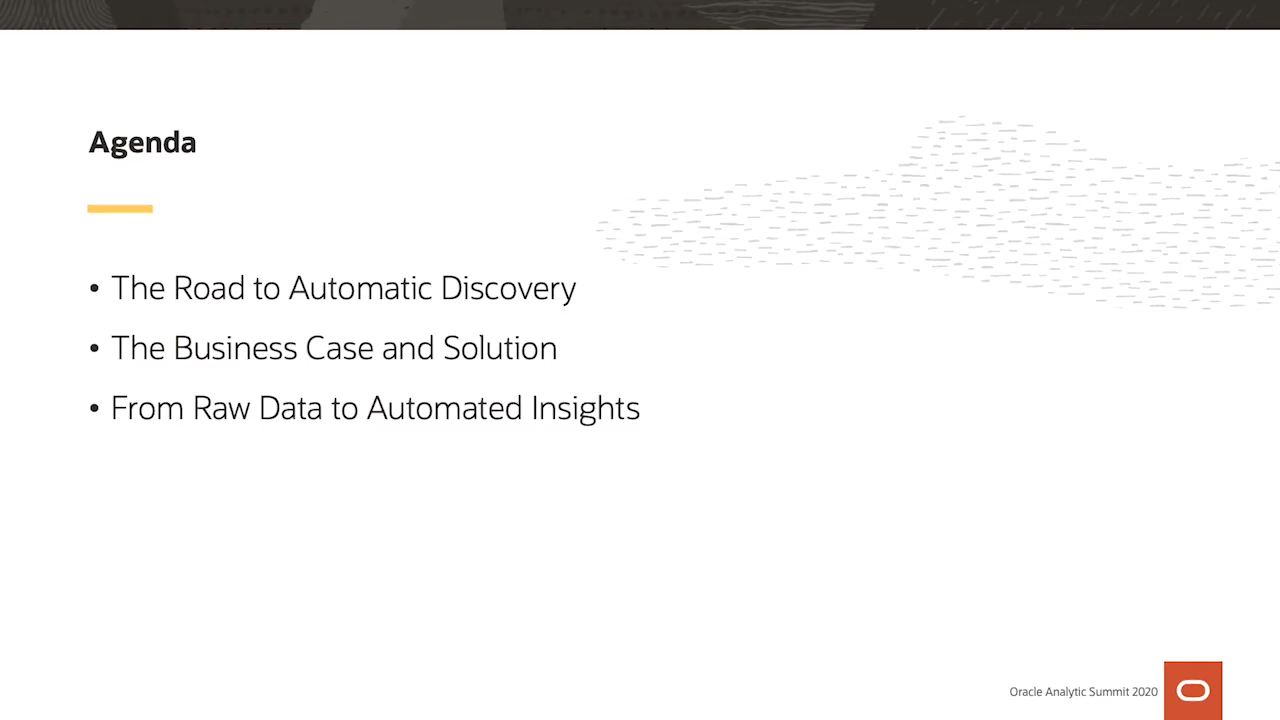 Agenda
• The Road to Automatic Discovery
• The Business Case and Solution
• From Raw Data to Automated Insights
Oracle Analytic Summit 2020